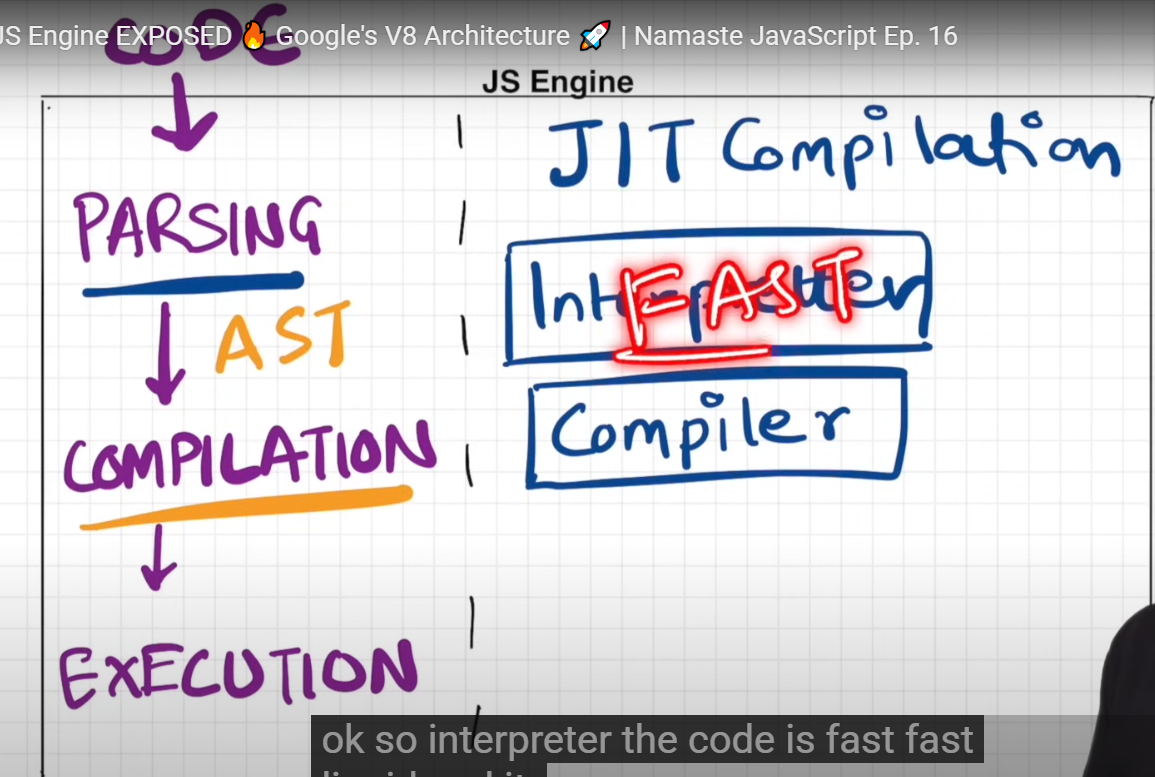 JS Engine EXPOSED 🔥 Google's V8 Architecture 🚀 | Namaste JavaScript Ep. 16
CODE
JS Engine
PARSING
AST
COMPILATION
EXECUTION
JIT Compilation
Interpreter
FAST
Compiler
ok so interpreter the code is fast fast